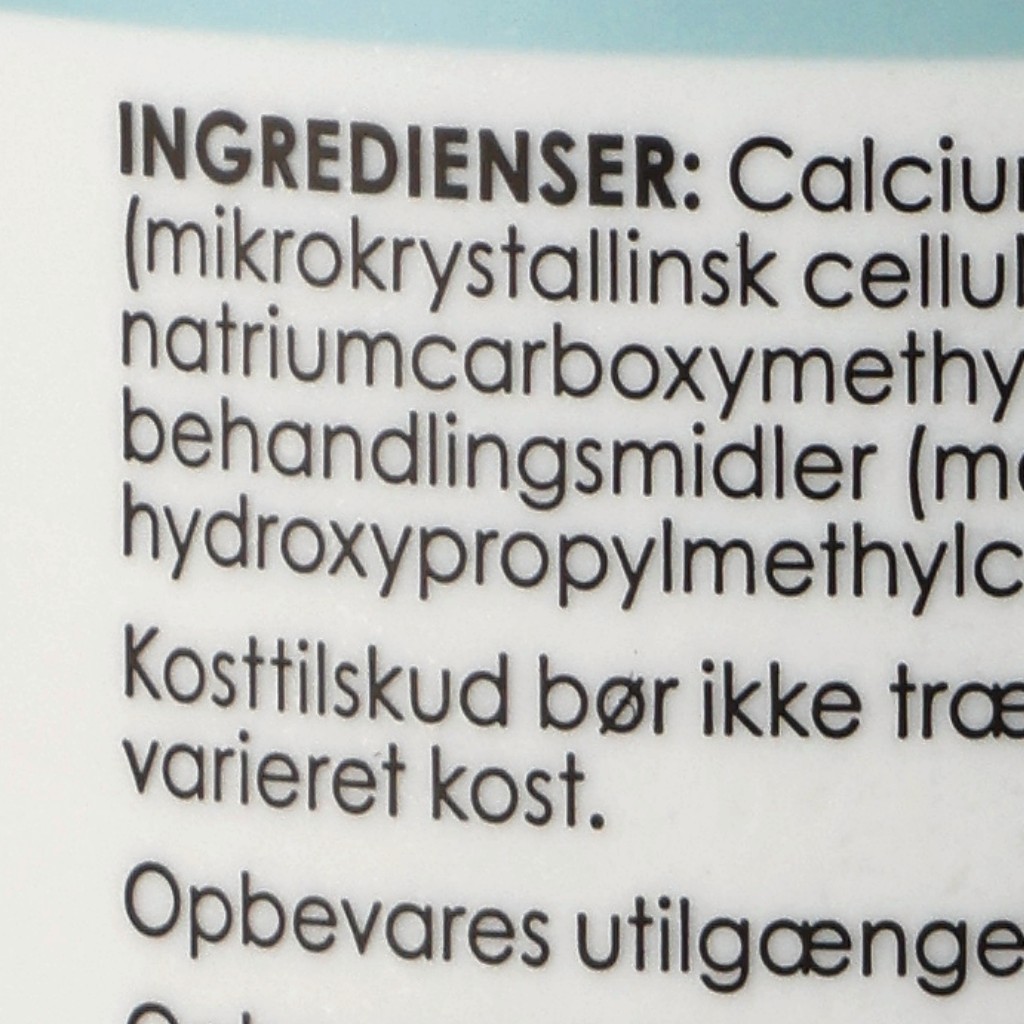 INGREDIENSER: Calciu
(mikrokrystallinsk cellul
natriumcarboxymethy
behandlingsmidler (m
hydroxypropylmethylc
Kosttilskud bør ikke træ
varieret kost.
Opbevares utilgænge